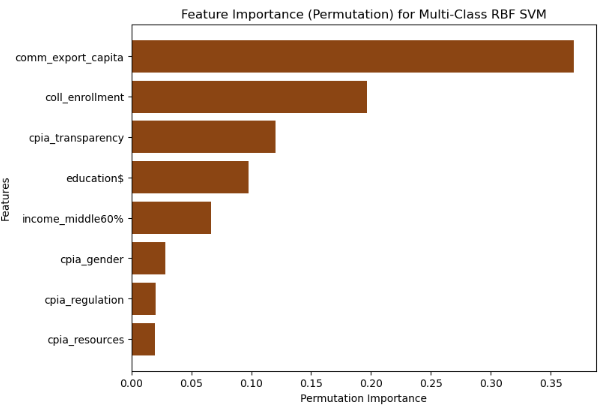 Feature Importance (Permutation) for Multi-Class RBF SVM
Features
comm_export_capita
coll_enrollment
cpia_transparency
education$
income_middle60%
cpia_gender
cpia_regulation
cpia_resources
0.00 0.05 0.10 0.15 0.20 0.25 0.30 0.35
Permutation Importance